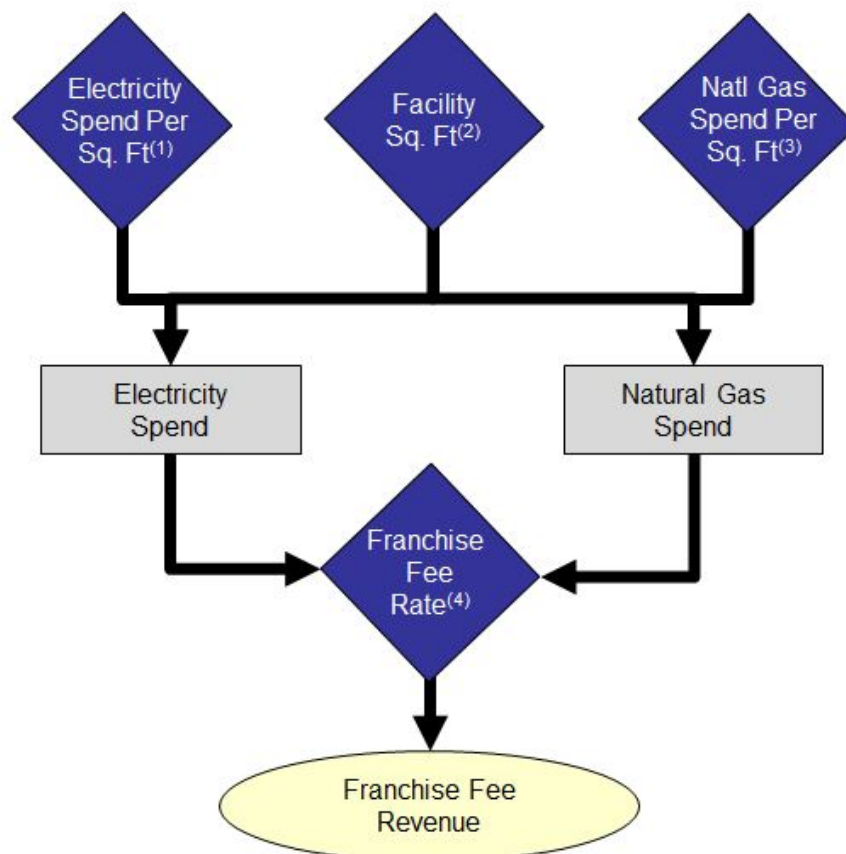 Electricity
Spend Per
Sq. Ft(1)
Facility
Sq. Ft(2)
Natl Gas
Spend Per
Sq. Ft(3)
Electricity
Spend
Natural Gas
Spend
Franchise
Fee
Rate(4)
Franchise Fee
Revenue